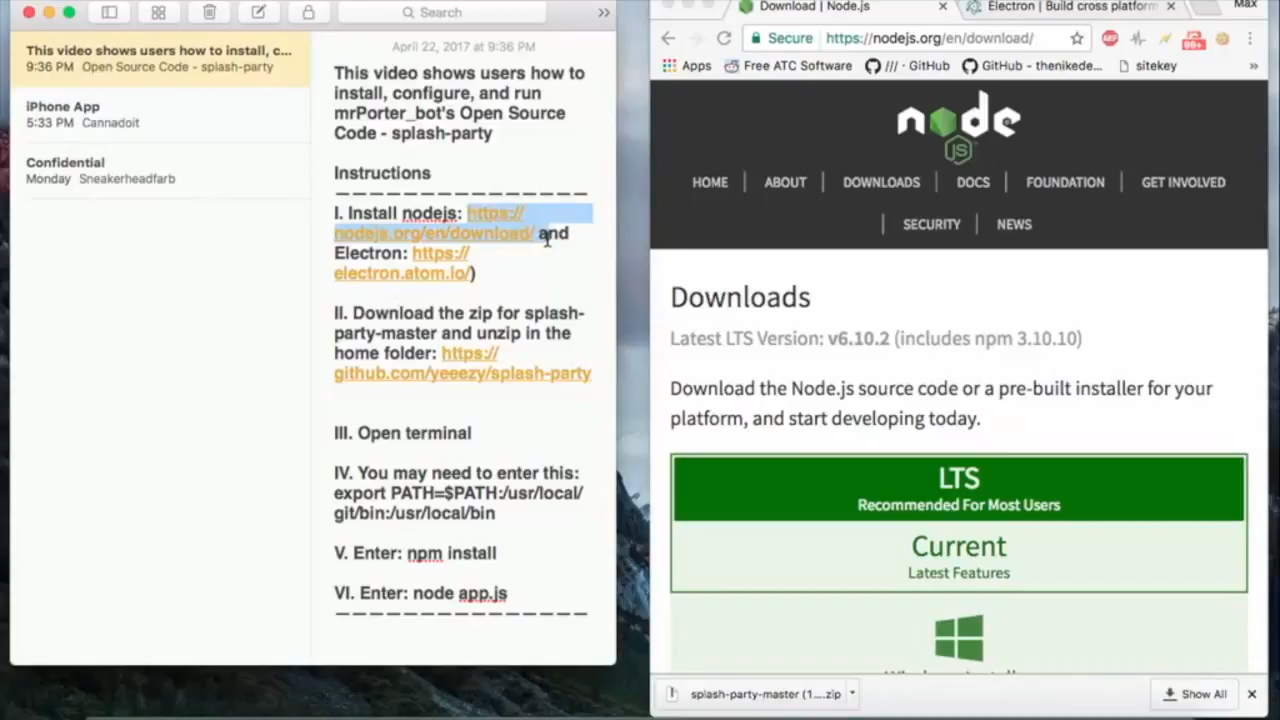 Search
»
This video shows users how to install, c...
9:36 PM Open Source Code - splash-party
iPhone App
5:33 PM Cannadoit
Confidential
Monday Sneakerheadfarb
April 22, 2017 at 9:36 PM
This video shows users how to
install, configure, and run
mrPorter_bot's Open Source
Code - splash-party
Instructions
———————————————
I. Install nodejs: https://
nodejs.org/en/download/ and
Electron: https://
electron.atom.io/)
II. Download the zip for splash-
party-master and unzip in the
home folder: https://
github.com/yeeezy/splash-party
III. Open terminal
IV. You may need to enter this:
export PATH=$PATH:/usr/local/
git/bin:/usr/local/bin
V. Enter: npm install
VI. Enter: node app.js
———————————————
Download | Node.js
Electron | Build cross platform
Max
Secure https://nodejs.org/en/download/
99+
Apps Free ATC Software /// · GitHub GitHub - thenikede... sitekey »
node
JS
HOME | ABOUT | DOWNLOADS | DOCS | FOUNDATION | GET INVOLVED
| SECURITY | NEWS
Downloads
Latest LTS Version: v6.10.2 (includes npm 3.10.10)
Download the Node.js source code or a pre-built installer for your
platform, and start developing today.
LTS
Recommended For Most Users
Current
Latest Features
splash-party-master (1....zip
Show All